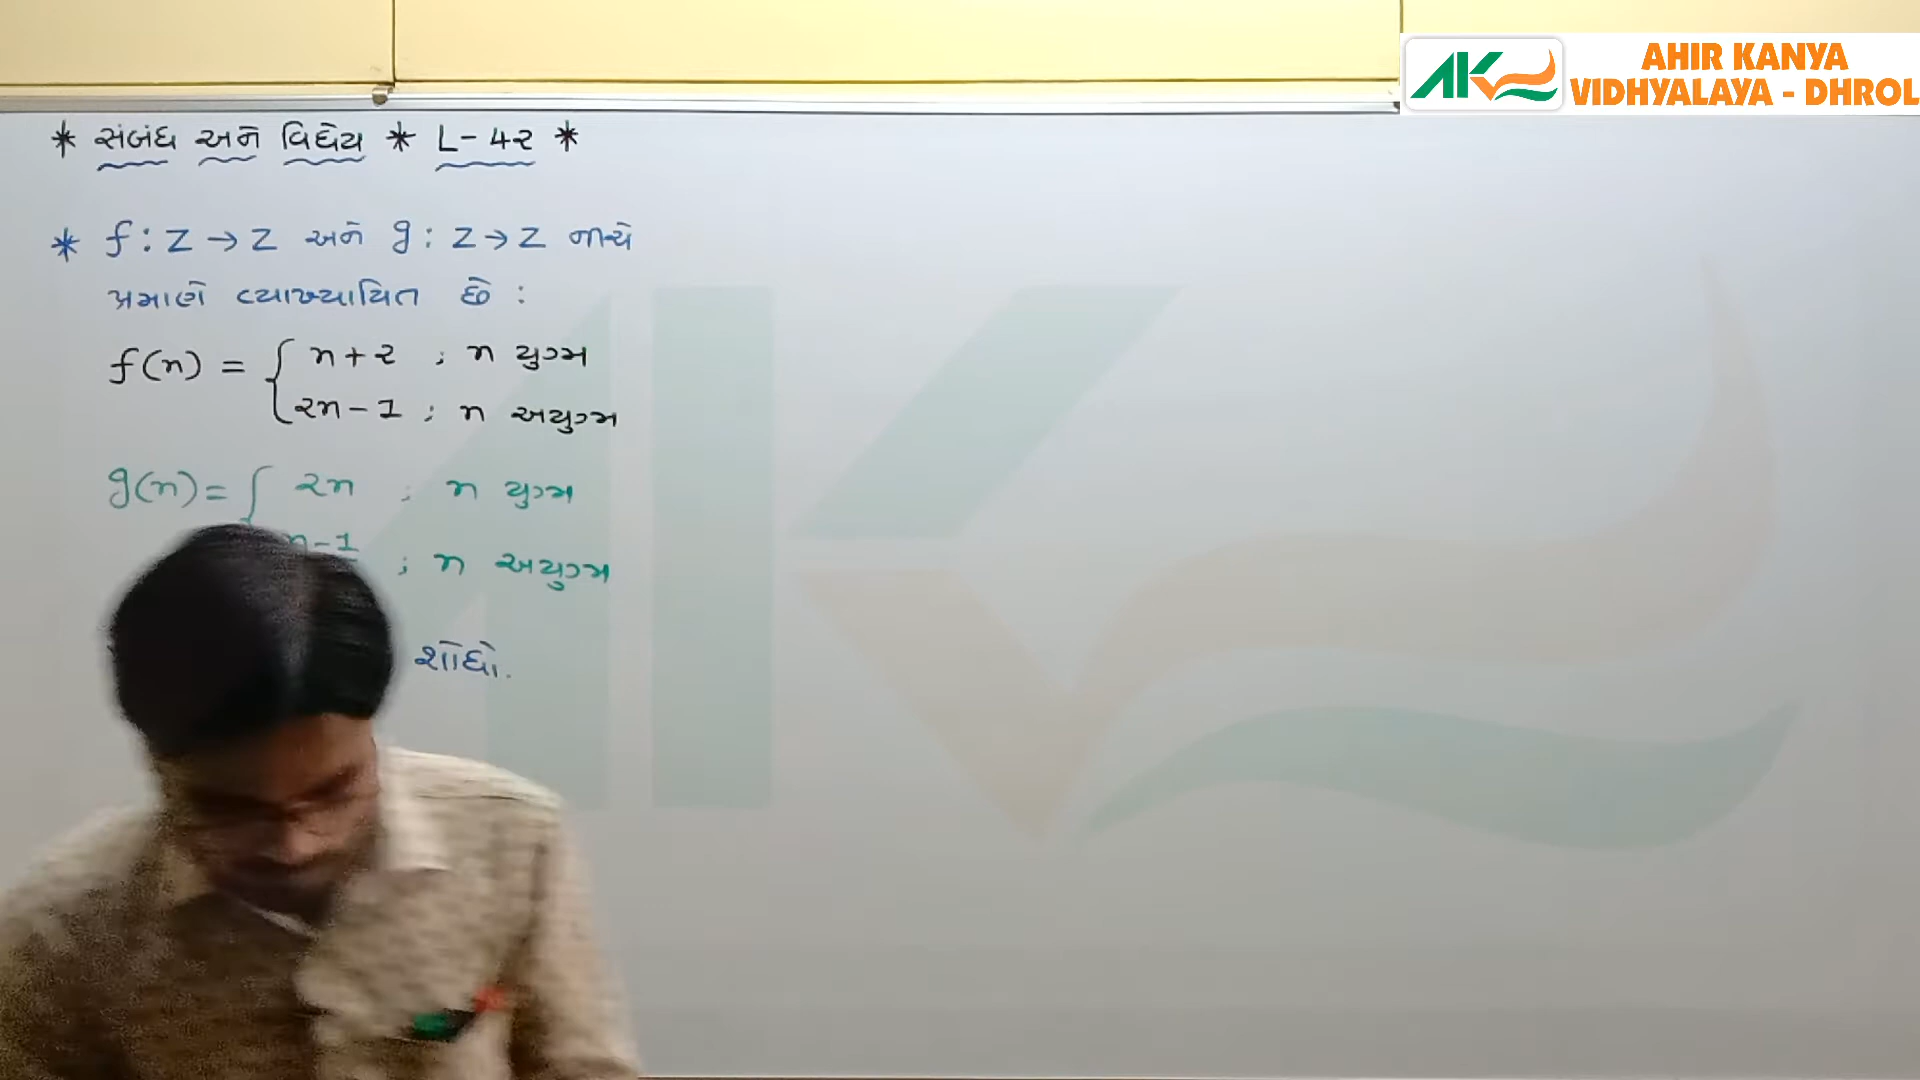 AHIR KANYA
VIDHYALAYA - DHROL
* સંબંધ અને વિધેય * L-42 *
* f : Z → Z અને g : Z → Z નીચે
પ્રમાણે વ્યાખ્યાયિત છે :
f(n) = { n+2 ; n યુગ્મ
2n-1 ; n અયુગ્મ
g(n) = { 2n ; n યુગ્મ
n-1 ; n અયુગ્મ
શોધો.